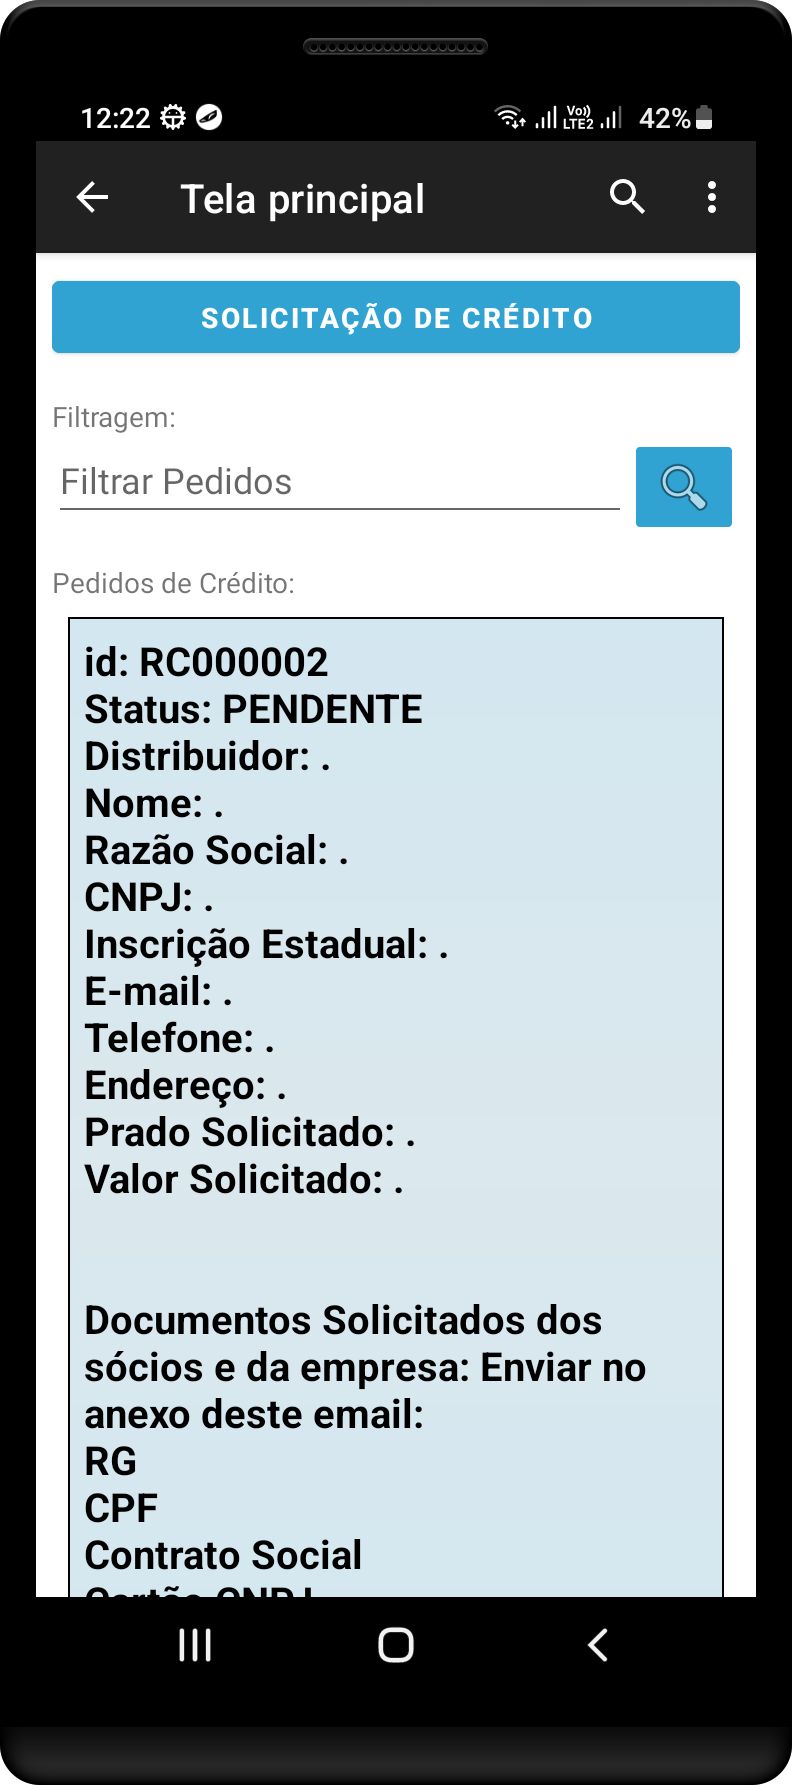 12:22
Vo)) LTE2 42%
Tela principal
SOLICITAÇÃO DE CRÉDITO
Filtragem:
Filtrar Pedidos
Pedidos de Crédito:
id: RC000002
Status: PENDENTE
Distribuidor: .
Nome: .
Razão Social: .
CNPJ: .
Inscrição Estadual: .
E-mail: .
Telefone: .
Endereço: .
Prado Solicitado: .
Valor Solicitado: .
Documentos Solicitados dos
sócios e da empresa: Enviar no
anexo deste email:
RG
CPF
Contrato Social
Cartão CNPJ